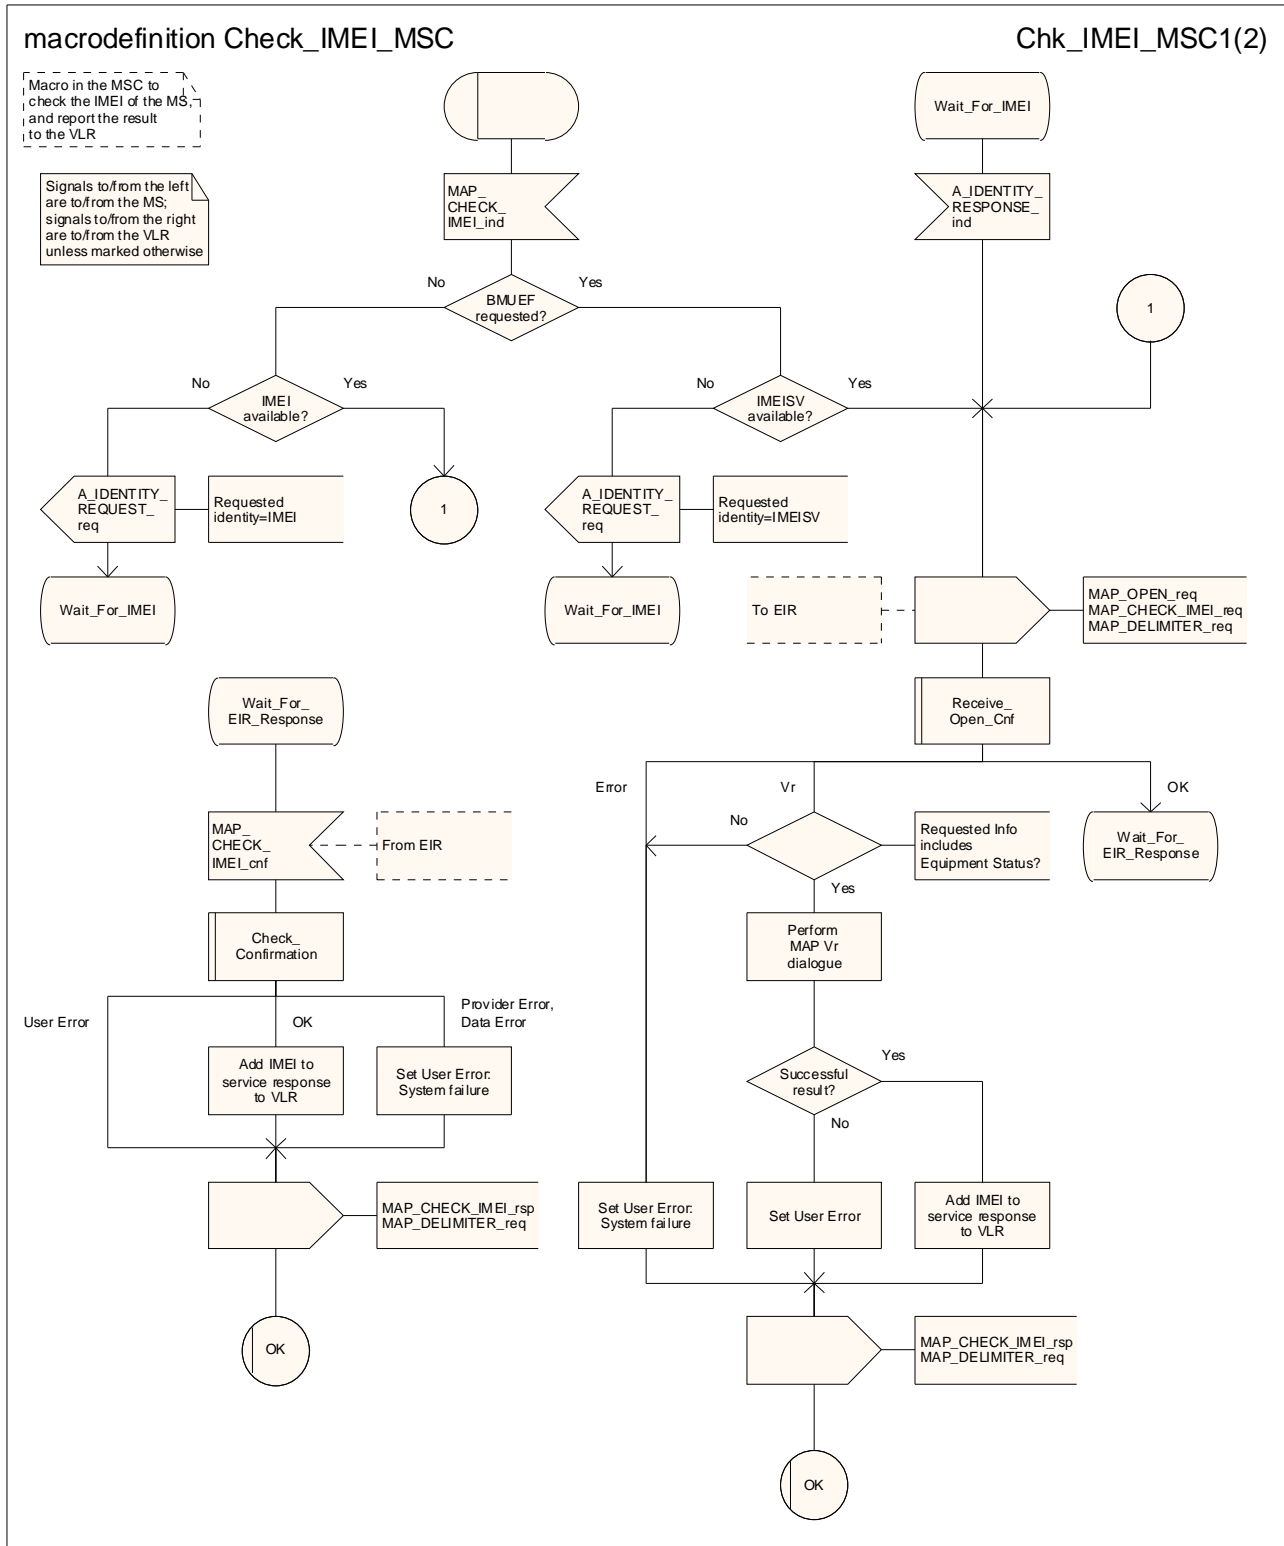 macrodefinition Check_IMEI_MSC
Chk_IMEI_MSC1(2)
Macro in the MSC to
check the IMEI of the MS,
and report the result
to the VLR
Signals to/from the left
are to/from the MS;
signals to/from the right
are to/from the VLR
unless marked otherwise
MAP_
CHECK_
IMEI_ind
Wait_For_IMEI
A_IDENTITY_
RESPONSE_
ind
No
BMUEF
requested?
Yes
1
No
IMEI
available?
Yes
No
IMEISV
available?
Yes
A_IDENTITY_
REQUEST_
req
Requested
identity=IMEI
1
A_IDENTITY_
REQUEST_
req
Requested
identity=IMEISV
Wait_For_IMEI
Wait_For_IMEI
To EIR
MAP_OPEN_req
MAP_CHECK_IMEI_req
MAP_DELIMITER_req
Receive_
Open_Cnf
Wait_For_
EIR_Response
MAP_
CHECK_
IMEI_cnf
From EIR
Check_
Confirmation
User Error
OK
Provider Error,
Data Error
Add IMEI to
service response
to VLR
Set User Error:
System failure
MAP_CHECK_IMEI_rsp
MAP_DELIMITER_req
OK
Error
Vr
OK
No
Requested Info
includes
Equipment Status?
Wait_For_
EIR_Response
Yes
Perform
MAP Vr
dialogue
Successful
result?
Yes
No
Set User Error:
System failure
Set User Error
Add IMEI to
service response
to VLR
MAP_CHECK_IMEI_rsp
MAP_DELIMITER_req
OK